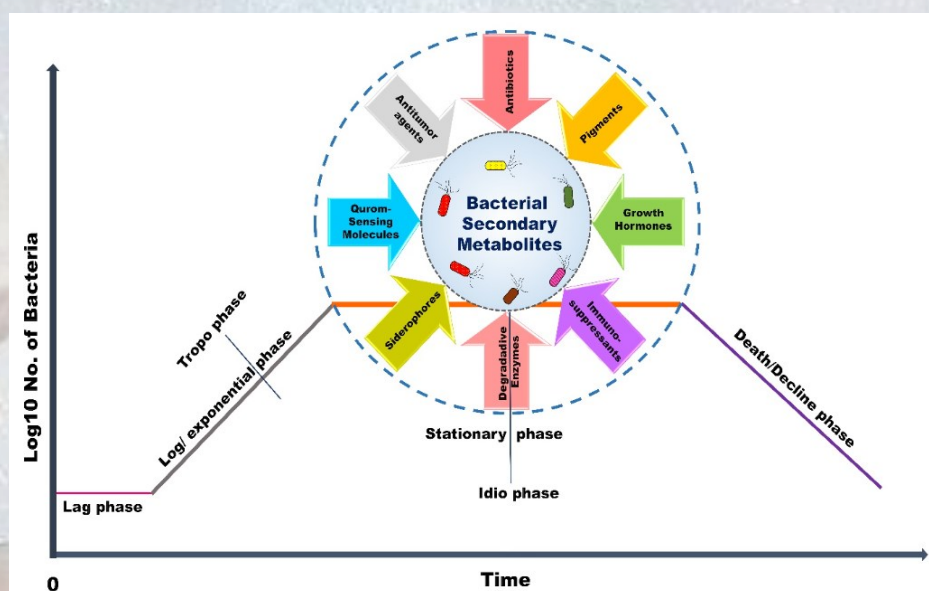 Antibiotics
Antitumor
agents
Pigments
Qurom-
Sensing
Molecules
Bacterial
Secondary
Metabolites
Growth
Hormones
Siderophores
Degradadive
Enzymes
Immuno-
suppressants
Log10 No. of Bacteria
Tropo phase
Log/ exponential phase
Death/Decline phase
Stationary phase
Idio phase
Lag phase
0
Time